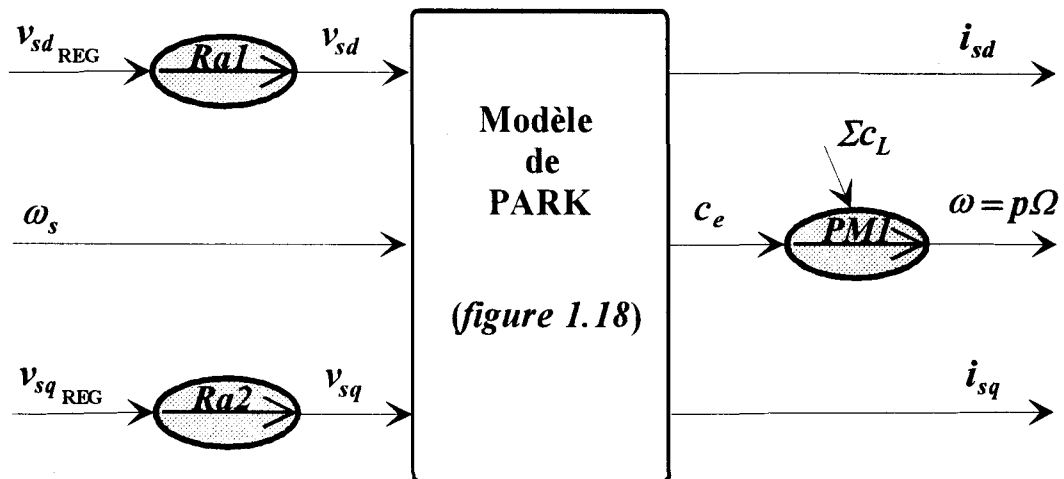 v_sd REG
Ra1
v_sd
i_sd
Modèle
de
PARK
Σc_L
ω_s
c_e
PM1
ω = pΩ
(figure 1.18)
v_sq REG
Ra2
v_sq
i_sq